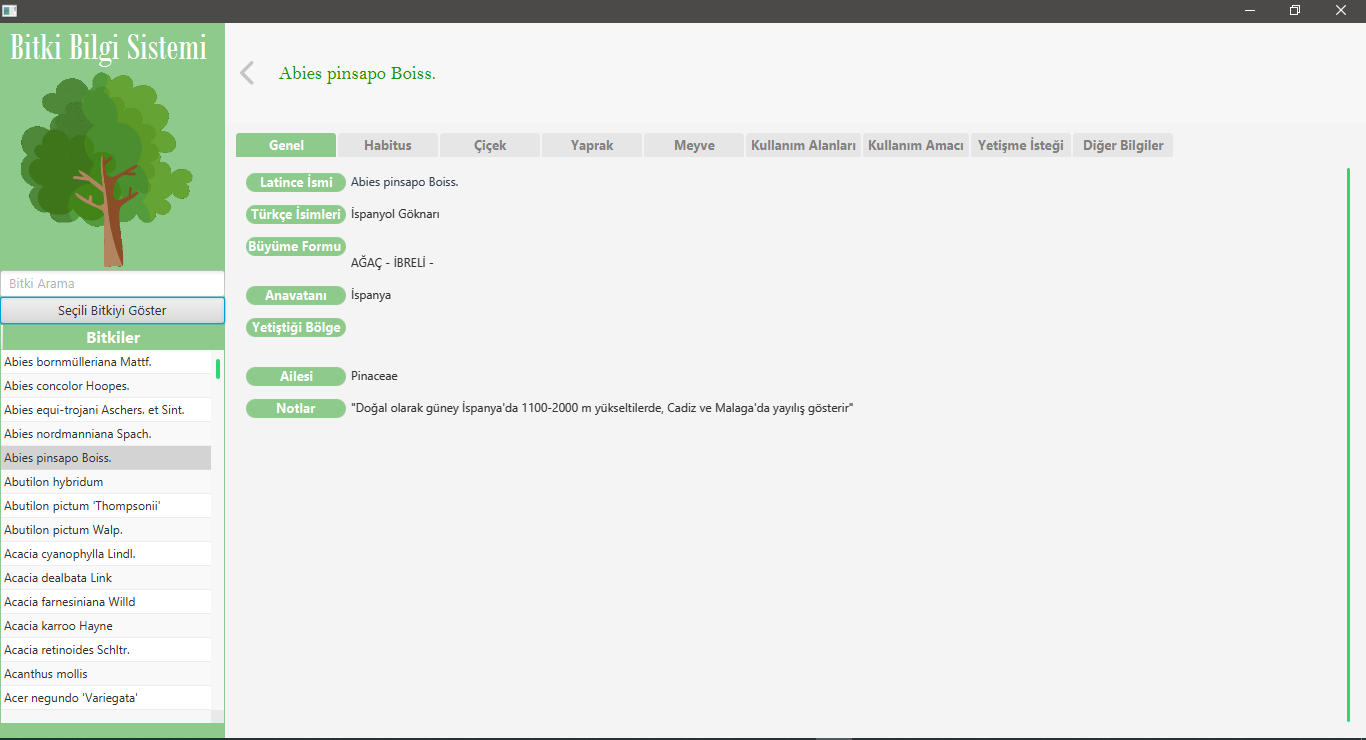 Bitki Bilgi Sistemi
Bitki Arama
Seçili Bitkiyi Göster
Bitkiler
Abies bornmülleriana Mattf.
Abies concolor Hoopes.
Abies equi-trojani Aschers. et Sint.
Abies nordmanniana Spach.
Abies pinsapo Boiss.
Abutilon hybridum
Abutilon pictum 'Thompsonii'
Abutilon pictum Walp.
Acacia cyanophylla Lindl.
Acacia dealbata Link
Acacia farnesiniana Willd
Acacia karroo Hayne
Acacia retinoides Schltr.
Acanthus mollis
Acer negundo 'Variegata'
Abies pinsapo Boiss.
Genel Habitus Çiçek Yaprak Meyve Kullanım Alanları Kullanım Amacı Yetişme İsteği Diğer Bilgiler
Latince İsmi Abies pinsapo Boiss.
Türkçe İsimleri İspanyol Göknarı
Büyüme Formu
AĞAÇ - İBRELİ -
Anavatanı İspanya
Yetiştiği Bölge
Ailesi Pinaceae
Notlar "Doğal olarak güney İspanya'da 1100-2000 m yükseltilerde, Cadiz ve Malaga'da yayılış gösterir"